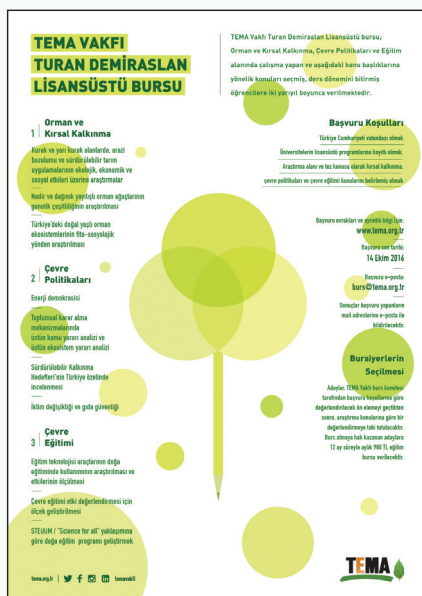 TEMA VAKFI
TURAN DEMİRASLAN
LİSANSÜSTÜ BURSU
TEMA Vakfı Turan Demiraslan Lisansüstü bursu;
Orman ve Kırsal Kalkınma, Çevre Politikaları ve Eğitim
alanında çalışma yapan ve aşağıdaki konu başlıklarına
yönelik konuları seçmiş, ders dönemini bitirmiş
öğrencilere iki yarıyıl boyunca verilmektedir.
1 | Orman ve
Kırsal Kalkınma
Kurak ve yarı kurak alanlarda, arazi
bozulumu ve sürdürülebilir tarım
uygulamalarının ekolojik, ekonomik ve
sosyal etkileri üzerine araştırmalar
Nadir ve dağınık yayılışlı orman ağaçlarının
genetik çeşitliliğinin araştırılması
Türkiye'deki doğal yaşlı orman
ekosistemlerinin fito-sosyolojik
yönden araştırılması
2 | Çevre
Politikaları
Enerji demokrasisi
Toplumsal karar alma
mekanizmalarında
üstün kamu yararı analizi ve
üstün ekosistem yararı analizi
Sürdürülebilir Kalkınma
Hedefleri'nin Türkiye özelinde
incelenmesi
İklim değişikliği ve gıda güvenliği
3 | Çevre
Eğitimi
Eğitim teknolojisi araçlarının doğa
eğitiminde kullanımının araştırılması ve
etkilerinin ölçülmesi
Çevre eğitimi etki değerlendirmesi için
ölçek geliştirilmesi
STE(A)M / "Science for all" yaklaşımına
göre doğa eğitim programı geliştirmek
tema.org.tr | temavakfi
Başvuru Koşulları
Türkiye Cumhuriyeti vatandaşı olmak
Üniversitelerin lisansüstü programlarına kayıtlı olmak.
Araştırma alanı ve tez konusu olarak kırsal kalkınma,
çevre politikaları ve çevre eğitimi konularını belirlemiş olmak
Başvuru evrakları ve ayrıntılı bilgi için:
www.tema.org.tr
Başvuru son tarihi:
14 Ekim 2016
Başvuru e-posta:
burs@tema.org.tr
Sonuçlar başvuru yapanların
mail adreslerine e-posta ile
bildirilecektir.
Bursiyerlerin
Seçilmesi
Adaylar, TEMA Vakfı burs komitesi
tarafından başvuru koşullarına göre
değerlendirilecek ön elemeyi geçtikten
sonra, araştırma konularına göre bir
değerlendirmeye tabi tutulacaktır.
Burs almaya hak kazanan adaylara
12 ay süreyle aylık 900 TL eğitim
bursu verilecektir.
TEMA